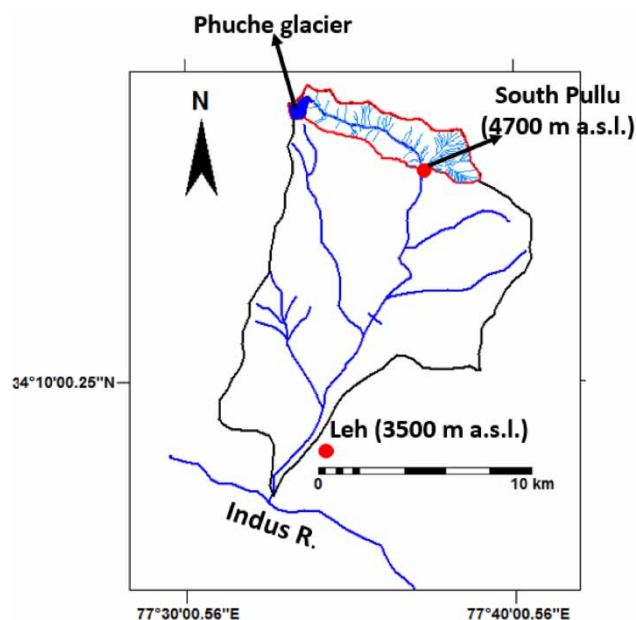 Phuche glacier
N
South Pullu
(4700 m a.s.l.)
34°10'00.25"N
Leh (3500 m a.s.l.)
0 10 km
Indus R.
77°30'00.56"E 77°40'00.56"E